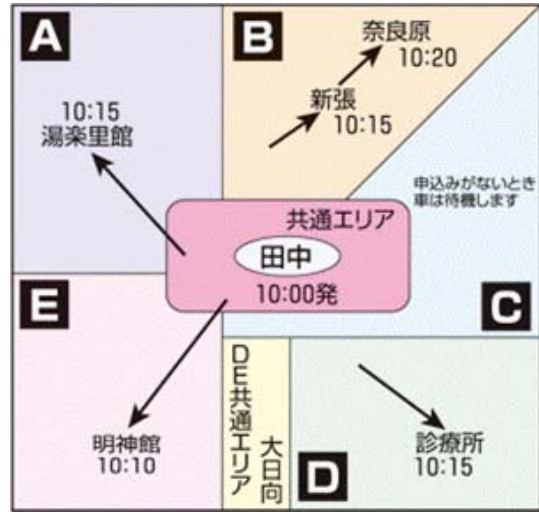 A
10:15
湯楽里館
B
奈良原
10:20
新張
10:15
申込みがないとき
車は待機します
C
共通エリア
田中
10:00発
E
明神館
10:10
DE共通エリア
大日向
D
診療所
10:15